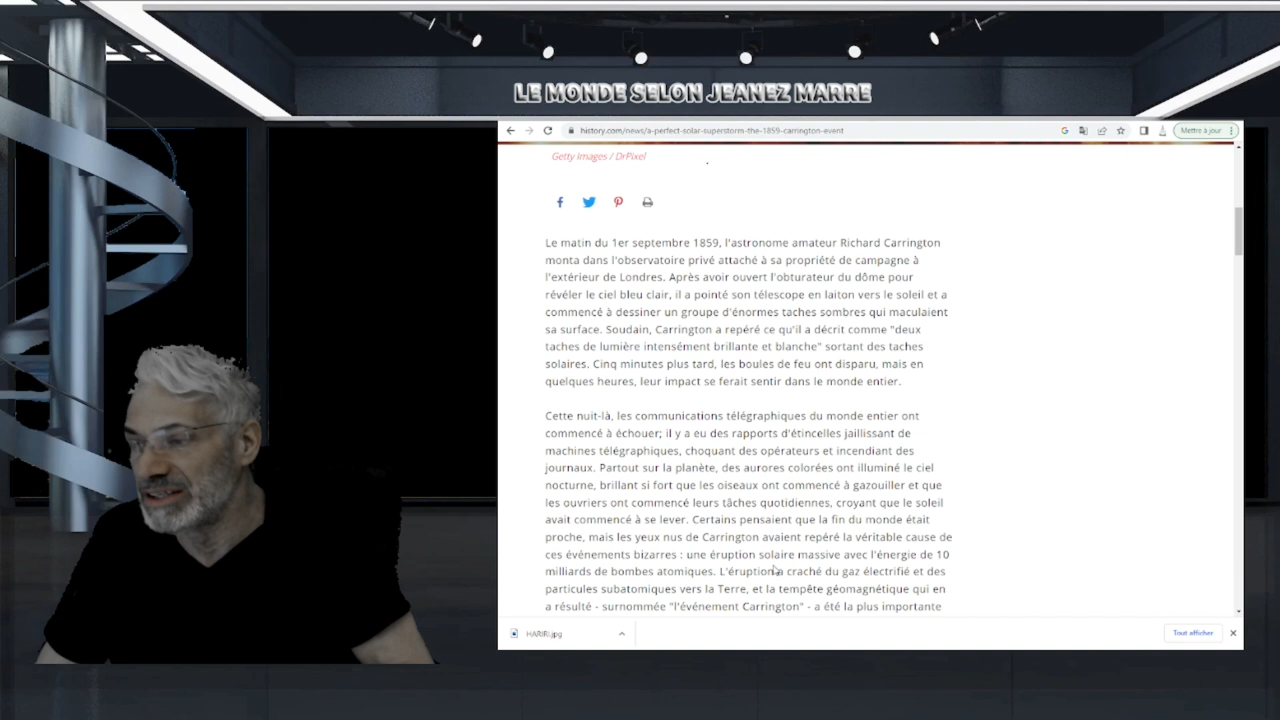 LE MONDE SELON JEANEZ MARRE
history.com/news/a-perfect-solar-superstorm-the-1859-carrington-event
Mettre à jour
Getty Images / DrPixel
Le matin du 1er septembre 1859, l'astronome amateur Richard Carrington
monta dans l'observatoire privé attaché à sa propriété de campagne à
l'extérieur de Londres. Après avoir ouvert l'obturateur du dôme pour
révéler le ciel bleu clair, il a pointé son télescope en laiton vers le soleil et a
commencé à dessiner un groupe d'énormes taches sombres qui maculaient
sa surface. Soudain, Carrington a repéré ce qu'il a décrit comme "deux
taches de lumière intensément brillante et blanche" sortant des taches
solaires. Cinq minutes plus tard, les boules de feu ont disparu, mais en
quelques heures, leur impact se ferait sentir dans le monde entier.
Cette nuit-là, les communications télégraphiques du monde entier ont
commencé à échouer; il y a eu des rapports d'étincelles jaillissant de
machines télégraphiques, choquant des opérateurs et incendiant des
journaux. Partout sur la planète, des aurores colorées ont illuminé le ciel
nocturne, brillant si fort que les oiseaux ont commencé à gazouiller et que
les ouvriers ont commencé leurs tâches quotidiennes, croyant que le soleil
avait commencé à se lever. Certains pensaient que la fin du monde était
proche, mais les yeux nus de Carrington avaient repéré la véritable cause de
ces événements bizarres : une éruption solaire massive avec l'énergie de 10
milliards de bombes atomiques. L'éruption a craché du gaz électrifié et des
particules subatomiques vers la Terre, et la tempête géomagnétique qui en
a résulté - surnommée "l'événement Carrington" - a été la plus importante
HARIRI.jpg
Tout afficher